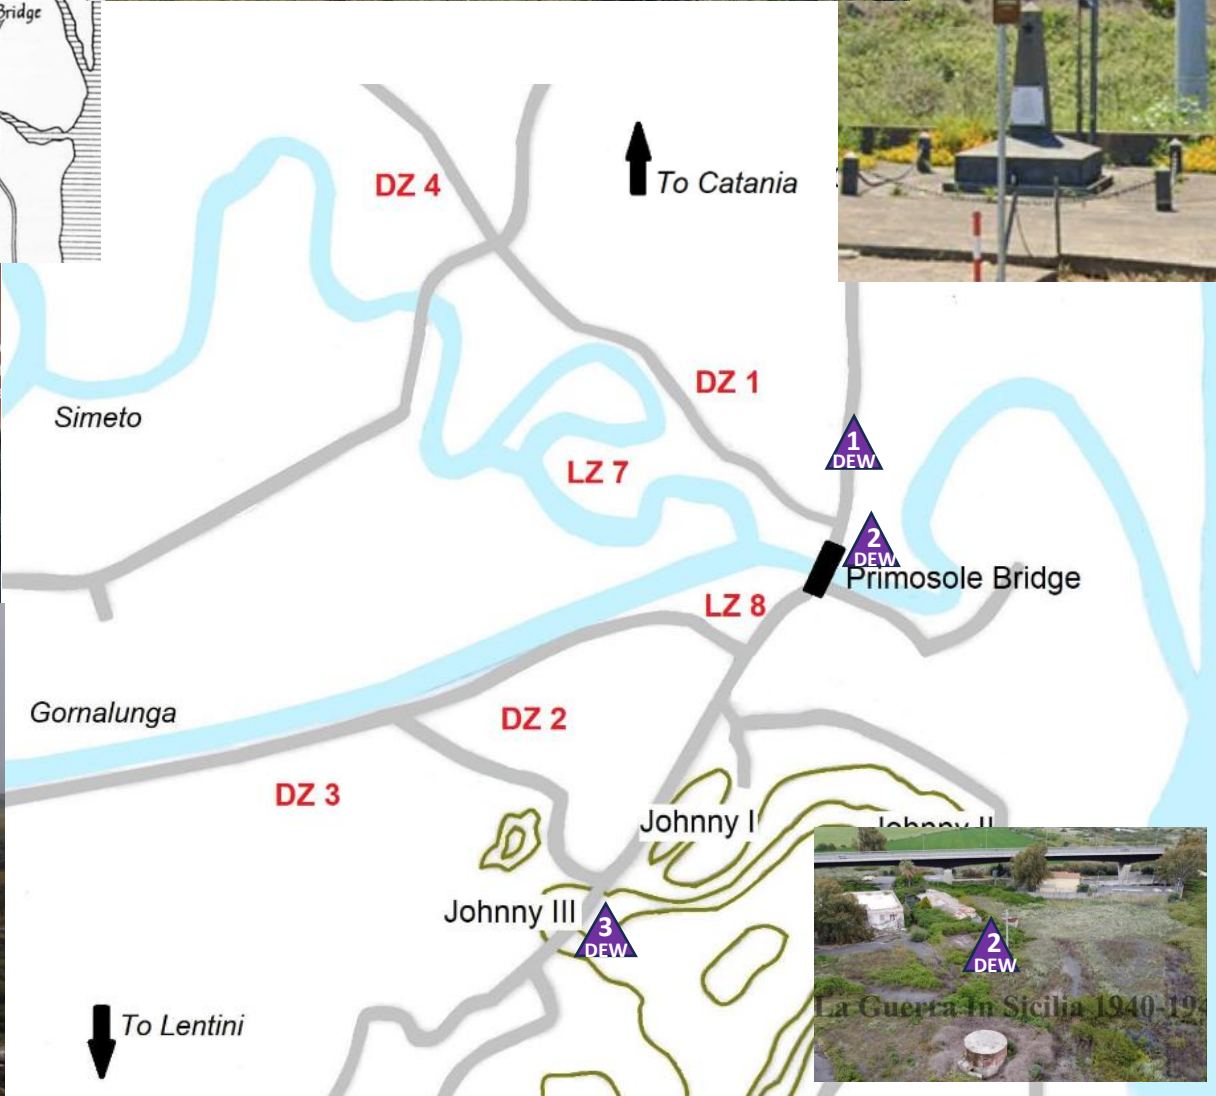 Bridge
DZ 4
To Catania
Simeto
DZ 1
LZ 7
1
DEW
2
DEW
Primosole Bridge
LZ 8
Gornalunga
DZ 2
DZ 3
Johnny I
Johnny II
Johnny III
3
DEW
2
DEW
La Guerra In Sicilia 1940-194
To Lentini